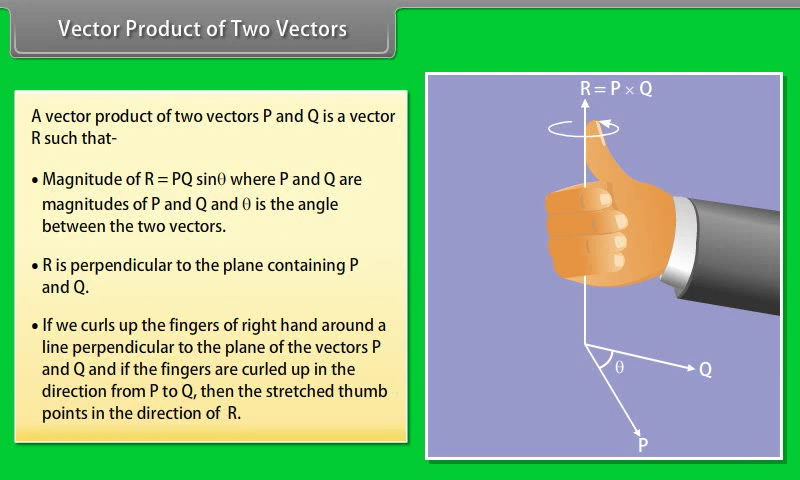 Vector Product of Two Vectors
A vector product of two vectors P and Q is a vector
R such that-
• Magnitude of R = PQ sinθ where P and Q are
magnitudes of P and Q and θ is the angle
between the two vectors.
• R is perpendicular to the plane containing P
and Q.
• If we curls up the fingers of right hand around a
line perpendicular to the plane of the vectors P
and Q and if the fingers are curled up in the
direction from P to Q, then the stretched thumb
points in the direction of R.
R = P × Q
θ
Q
P